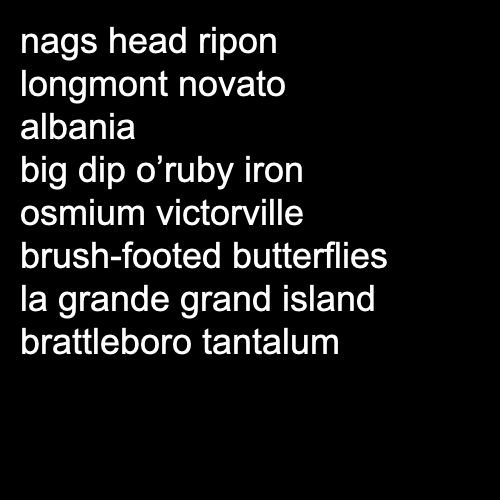 nags head ripon
longmont novato
albania
big dip o’ruby iron
osmium victorville
brush-footed butterflies
la grande grand island
brattleboro tantalum